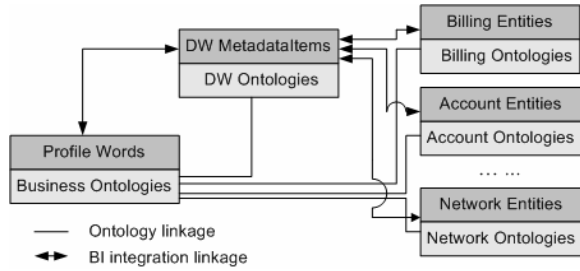 Billing Entities
DW MetadataItems
Billing Ontologies
DW Ontologies
Account Entities
Profile Words
Account Ontologies
Business Ontologies
... ...
Network Entities
Ontology linkage
Network Ontologies
BI integration linkage